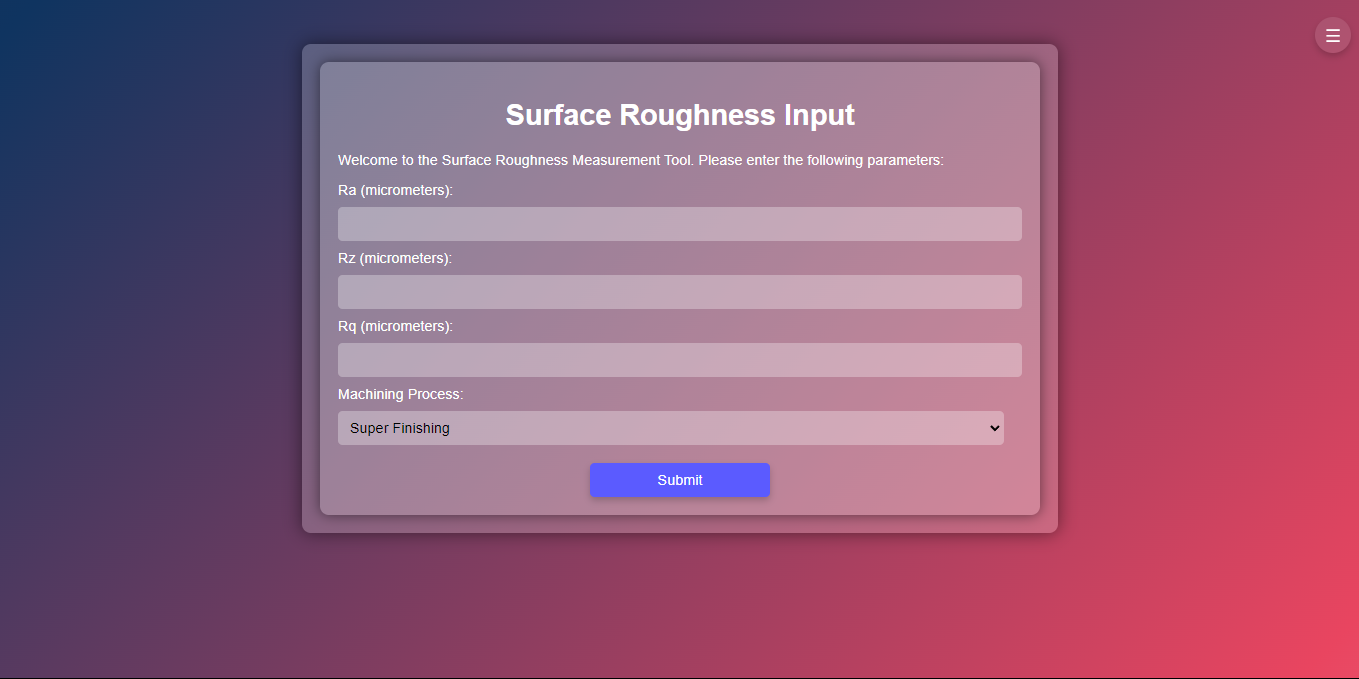 Surface Roughness Input
Welcome to the Surface Roughness Measurement Tool. Please enter the following parameters:
Ra (micrometers):
Rz (micrometers):
Rq (micrometers):
Machining Process:
Super Finishing
Submit